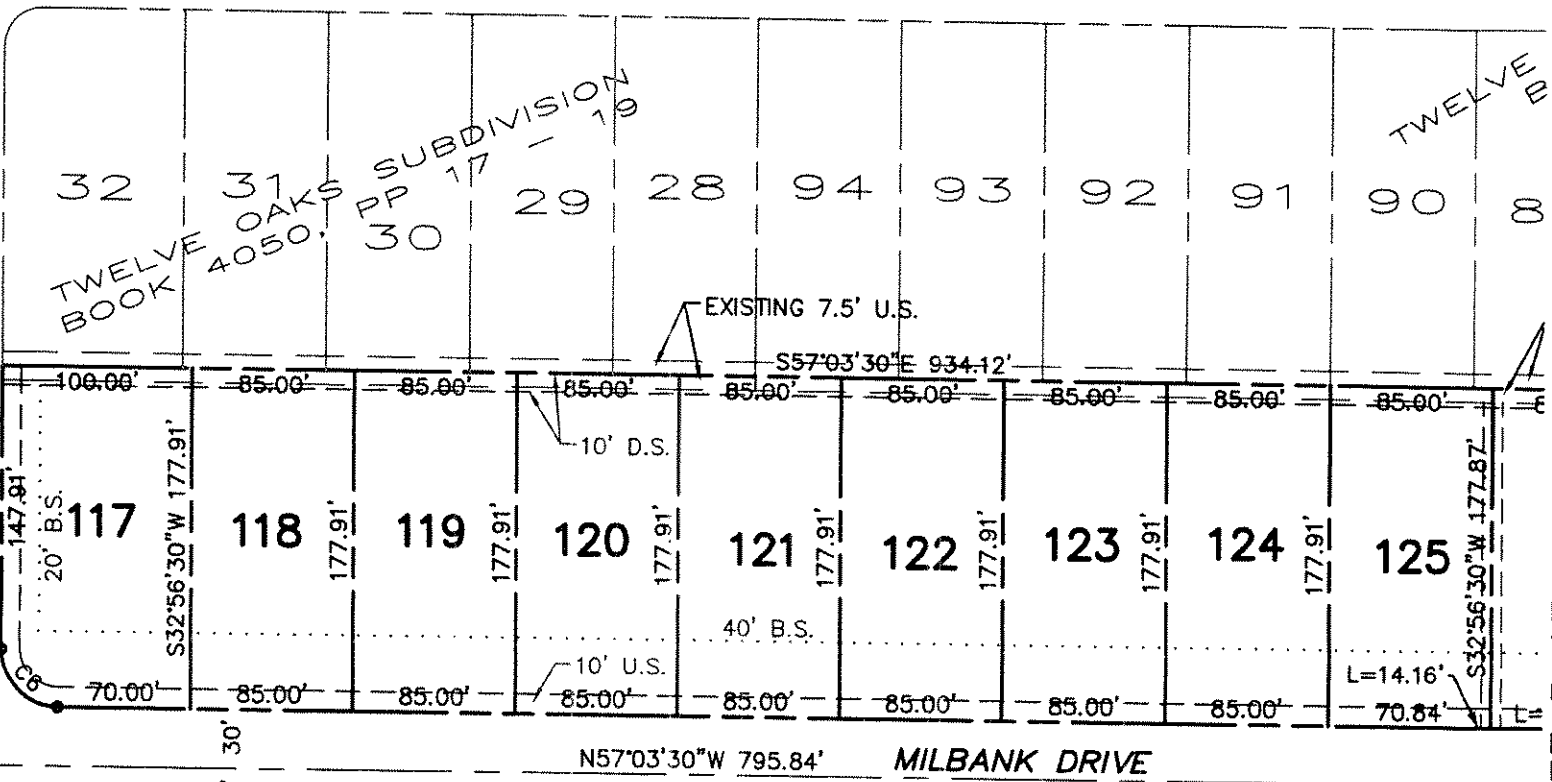 TWELVE OAKS SUBDIVISION
BOOK 4050, PP 17 - 19
TWELVE
32
31
30
29
28
94
93
92
91
90
8
EXISTING 7.5' U.S.
S57°03'30"E 934.12'
100.00'
85.00'
85.00'
85.00'
85.00'
85.00'
85.00'
85.00'
85.00'
10' D.S.
147.91'
20' B.S.
117
S32°56'30"W 177.91'
118
177.91'
119
177.91'
120
177.91'
121
177.91'
122
177.91'
123
177.91'
124
177.91'
125
S32°56'30"W 177.87'
40' B.S.
10' U.S.
L=14.16'
C6
70.00'
85.00'
85.00'
85.00'
85.00'
85.00'
85.00'
85.00'
70.84'
L=
30'
N57°03'30"W 795.84'
MILBANK DRIVE